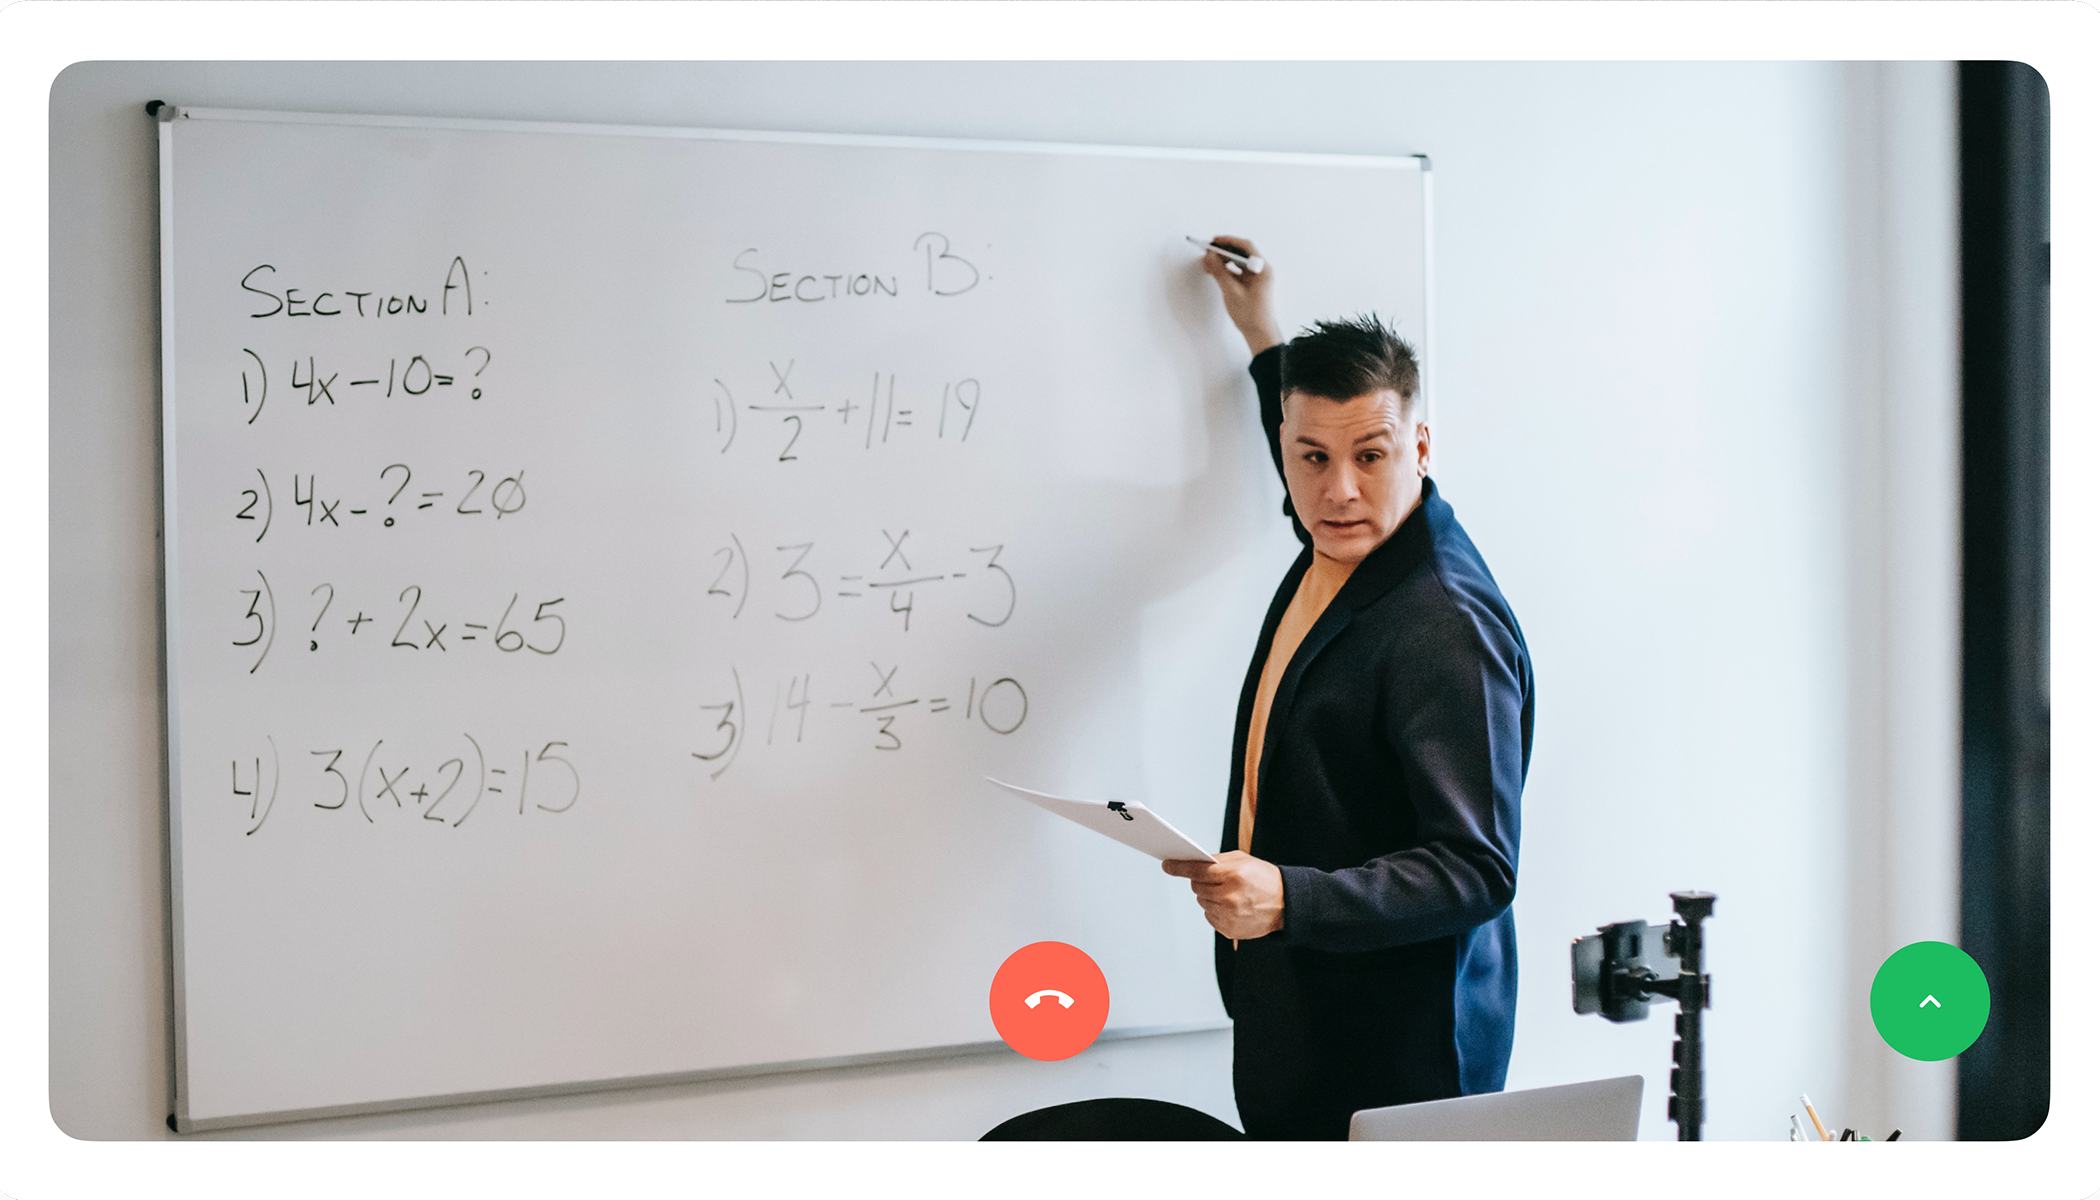 SECTION A:
1) 4x-10=?
2) 4x-?=20
3) ?+2x=65
4) 3(x+2)=15
SECTION B:
1) x/2+11=19
2) 3=x/4-3
3) 14-x/3=10